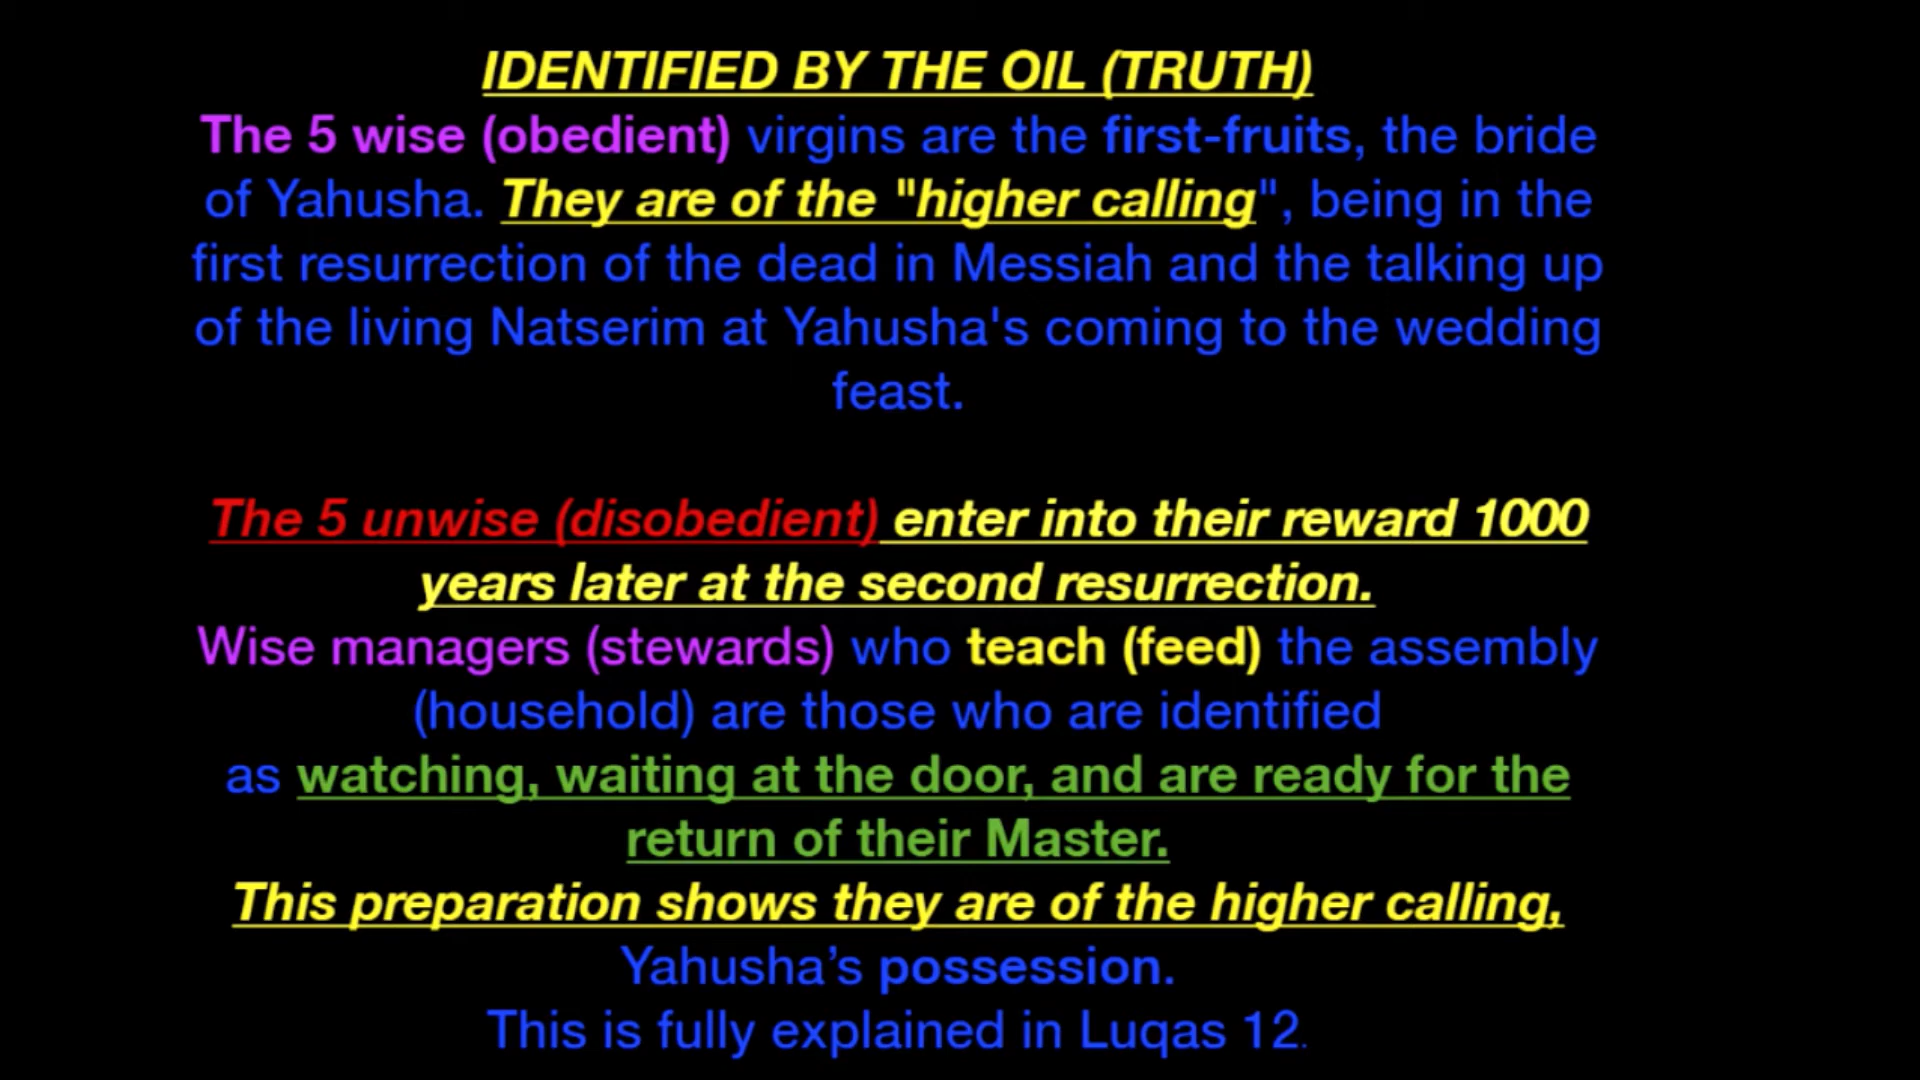 IDENTIFIED BY THE OIL (TRUTH)
The 5 wise (obedient) virgins are the first-fruits, the bride
of Yahusha. They are of the "higher calling", being in the
first resurrection of the dead in Messiah and the talking up
of the living Natserim at Yahusha's coming to the wedding
feast.
The 5 unwise (disobedient) enter into their reward 1000
years later at the second resurrection.
Wise managers (stewards) who teach (feed) the assembly
(household) are those who are identified
as watching, waiting at the door, and are ready for the
return of their Master.
This preparation shows they are of the higher calling,
Yahusha’s possession.
This is fully explained in Luqas 12.